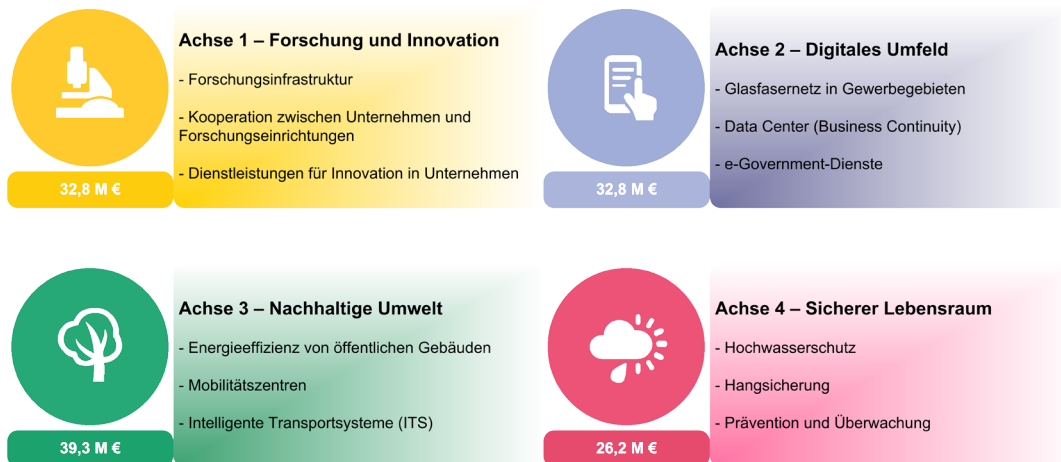 Achse 1 – Forschung und Innovation
- Forschungsinfrastruktur
- Kooperation zwischen Unternehmen und
Forschungseinrichtungen
- Dienstleistungen für Innovation in Unternehmen
32,8 M €
Achse 2 – Digitales Umfeld
- Glasfasernetz in Gewerbegebieten
- Data Center (Business Continuity)
- e-Government-Dienste
32,8 M €
Achse 3 – Nachhaltige Umwelt
- Energieeffizienz von öffentlichen Gebäuden
- Mobilitätszentren
- Intelligente Transportsysteme (ITS)
39,3 M €
Achse 4 – Sicherer Lebensraum
- Hochwasserschutz
- Hangsicherung
- Prävention und Überwachung
26,2 M €